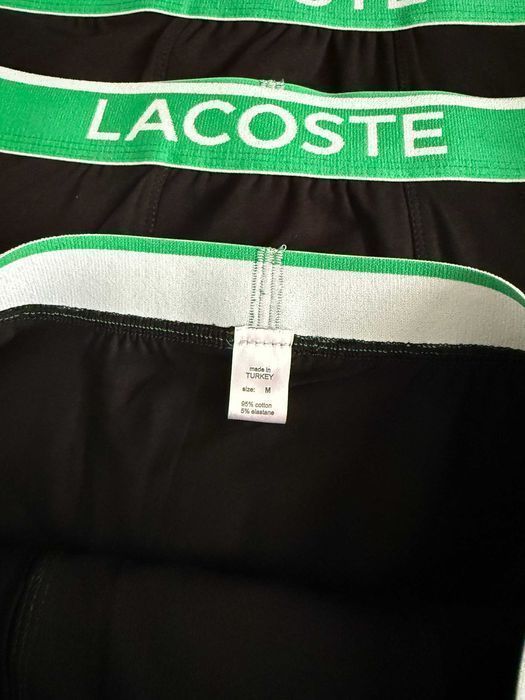 LACOSTE
made in
TURKEY
size: M
95% cotton
5% elastane